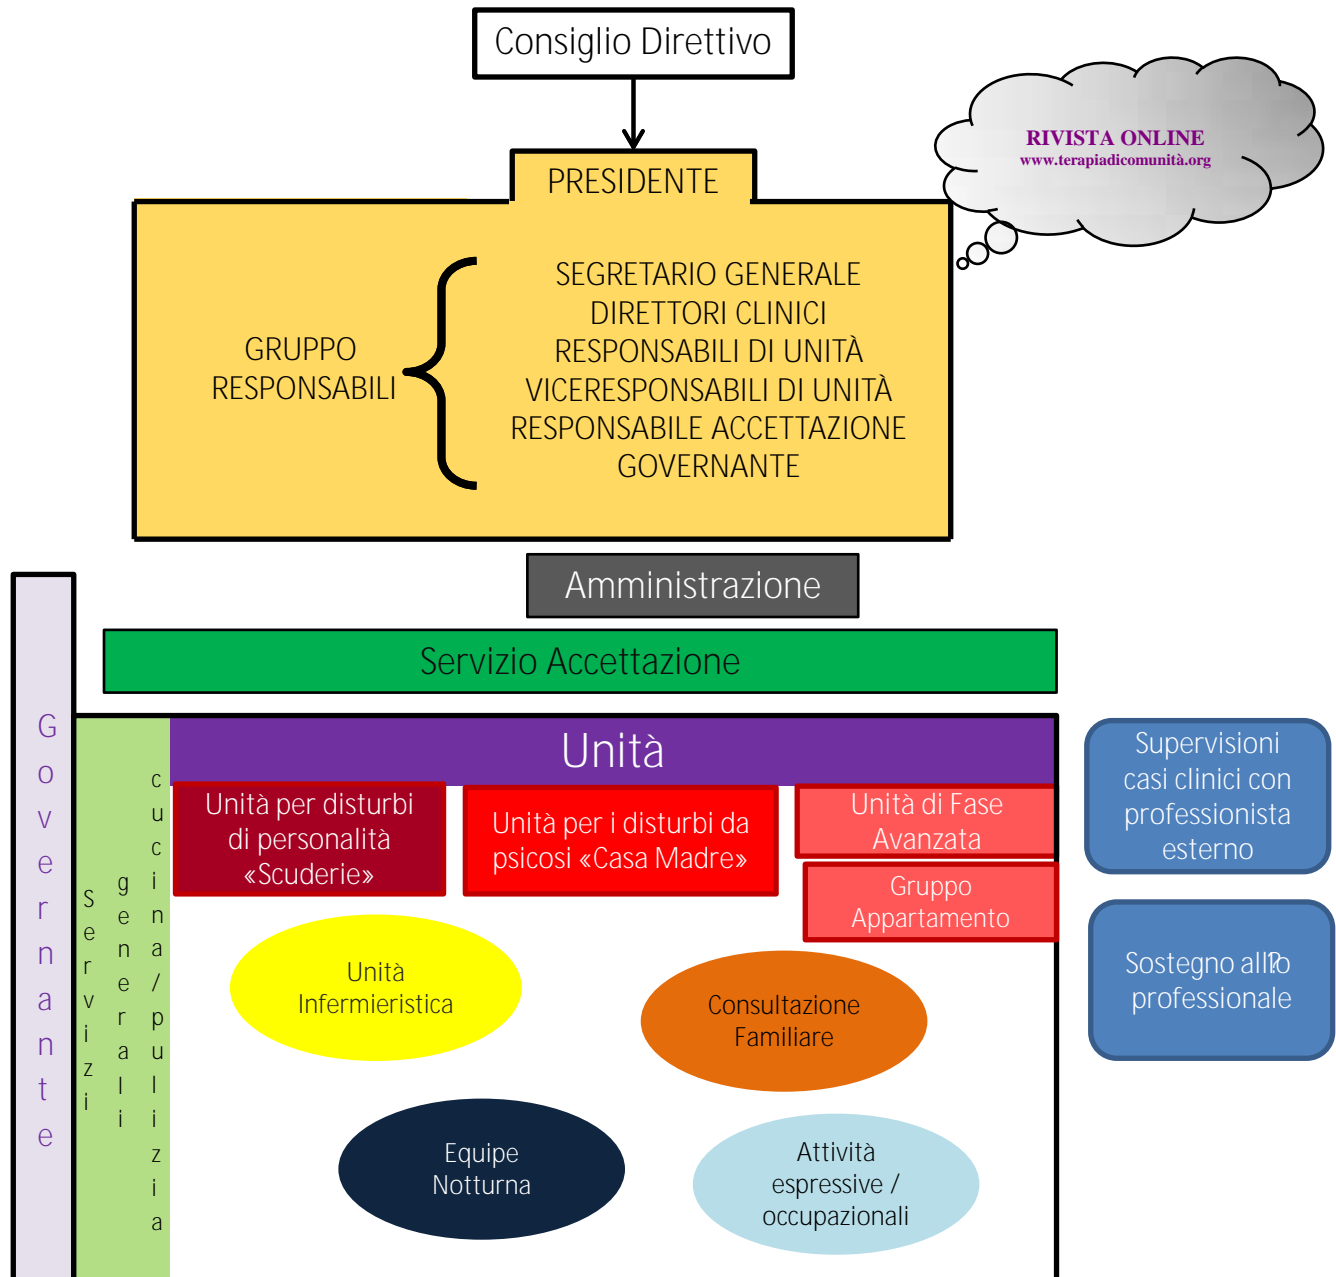 Consiglio Direttivo
RIVISTA ONLINE
www.terapiadicomunità.org
PRESIDENTE
GRUPPO
RESPONSABILI
SEGRETARIO GENERALE
DIRETTORI CLINICI
RESPONSABILI DI UNITÀ
VICERESPONSABILI DI UNITÀ
RESPONSABILE ACCETTAZIONE
GOVERNANTE
Amministrazione
Servizio Accettazione
Governante
Servizi
generali
cucina/pulizia
Unità
Unità per disturbi
di personalità
«Scuderie»
Unità per i disturbi da
psicosi «Casa Madre»
Unità di Fase
Avanzata
Gruppo
Appartamento
Unità
Infermieristica
Consultazione
Familiare
Equipe
Notturna
Attività
espressive /
occupazionali
Supervisioni
casi clinici con
professionista
esterno
Sostegno
professionale